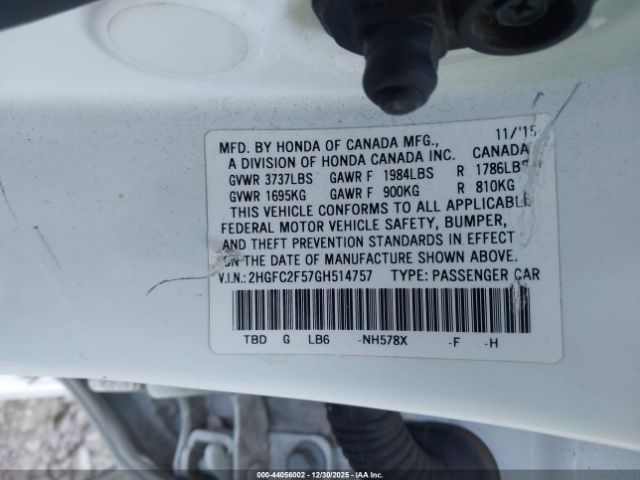 MFD. BY HONDA OF CANADA MFG., 11/'15
A DIVISION OF HONDA CANADA INC. CANADA
GVWR 3737LBS GAWR F 1984LBS R 1786LBS
GVWR 1695KG GAWR F 900KG R 810KG
THIS VEHICLE CONFORMS TO ALL APPLICABLE
FEDERAL MOTOR VEHICLE SAFETY, BUMPER,
AND THEFT PREVENTION STANDARDS IN EFFECT
ON THE DATE OF MANUFACTURE SHOWN ABOVE.
V.I.N.: 2HGFC2F57GH514757 TYPE: PASSENGER CAR
TBD G LB6 -NH578X -F -H
000-44056002 - 12/30/2025 - IAAI.com